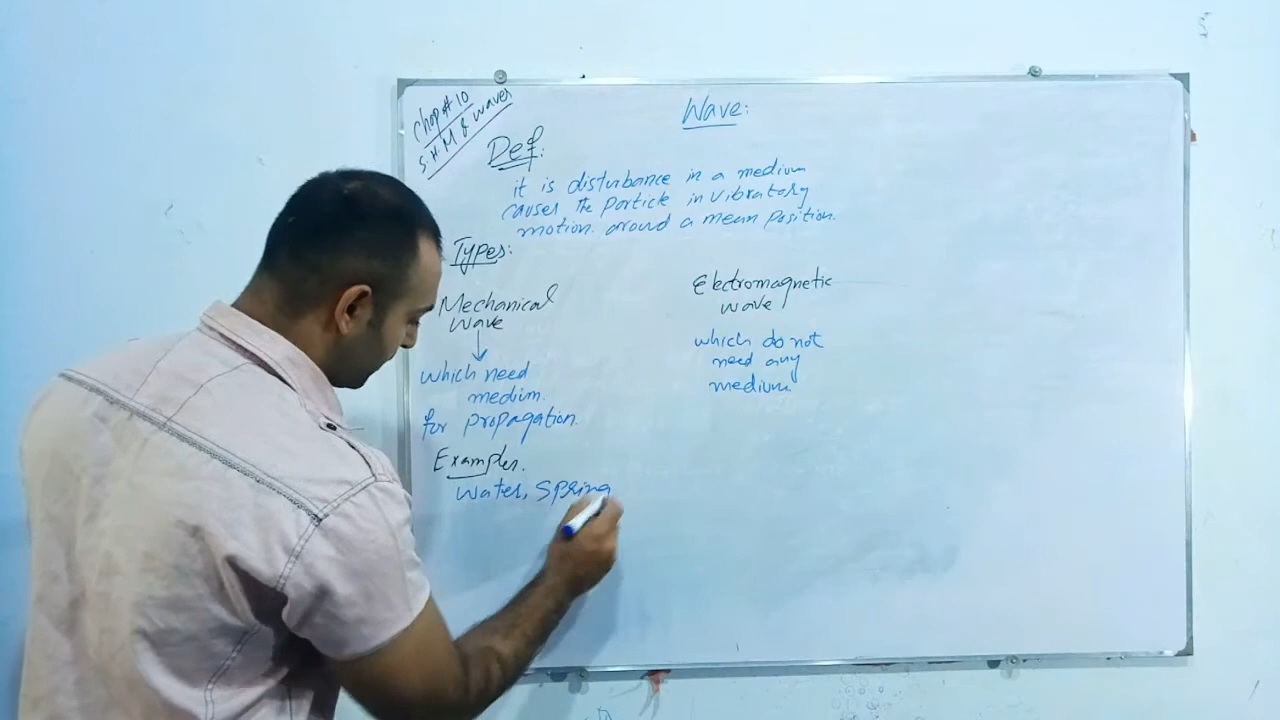 Chap# 10
S.H.M & waves
Wave:
Def:
it is disturbance in a medium
causes the particle in vibratory
motion. around a mean position.
Types:
Mechanical
wave
which need
medium.
for propagation.
Electromagnetic
wave
which do not
need any
medium
Examples.
Water, Spring